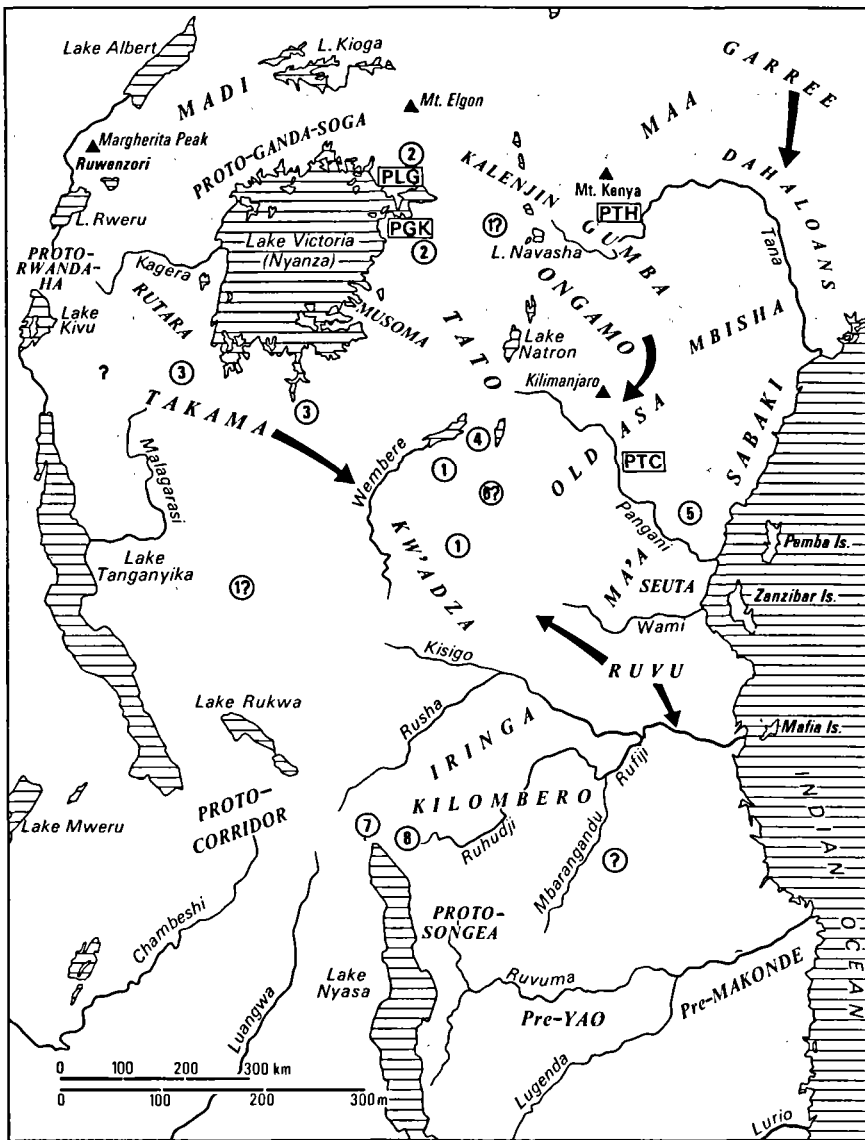 Lake Albert
L. Kioga
GARREE
MADI
Mt. Elgon
MAA
Margherita Peak
Ruwenzori
PROTO-GANDA-SOGA
2
PLG
KALENJIN
Mt. Kenya
DAHALOANS
L. Rweru
PGK
2
1?
PTH
GUMBA
Tana
Lake Victoria
(Nyanza)
L. Navasha
PROTO-
RWANDA-
HA
Kagera
RUTARA
MUSOMA
ONGAMO
MBISHA
Lake
Kivu
TATO
Lake
Natron
?
3
Kilimanjaro
3
TAKAMA
4
OLD ASA
SABAKI
Malagarasi
Wembere
1
PTC
6?
5
Pangani
1
Pemba Is.
Lake
Tanganyika
KW'ADZA
MA'A
SEUTA
1?
Zanzibar Is.
Wami
Kisigo
RUVU
Lake Rukwa
Rusha
Mafia Is.
IRINGA
Rufiji
KILOMBERO
PROTO-
CORRIDOR
Lake Mweru
7
8
Ruhudji
Mbarangandu
?
INDIAN OCEAN
Chambeshi
PROTO-
SONGEA
Lake
Nyasa
Ruvuma
Luangwa
Pre-YAO
Pre-MAKONDE
Lugenda
0 100 200 300 km
0 100 200 300 m
Lurio